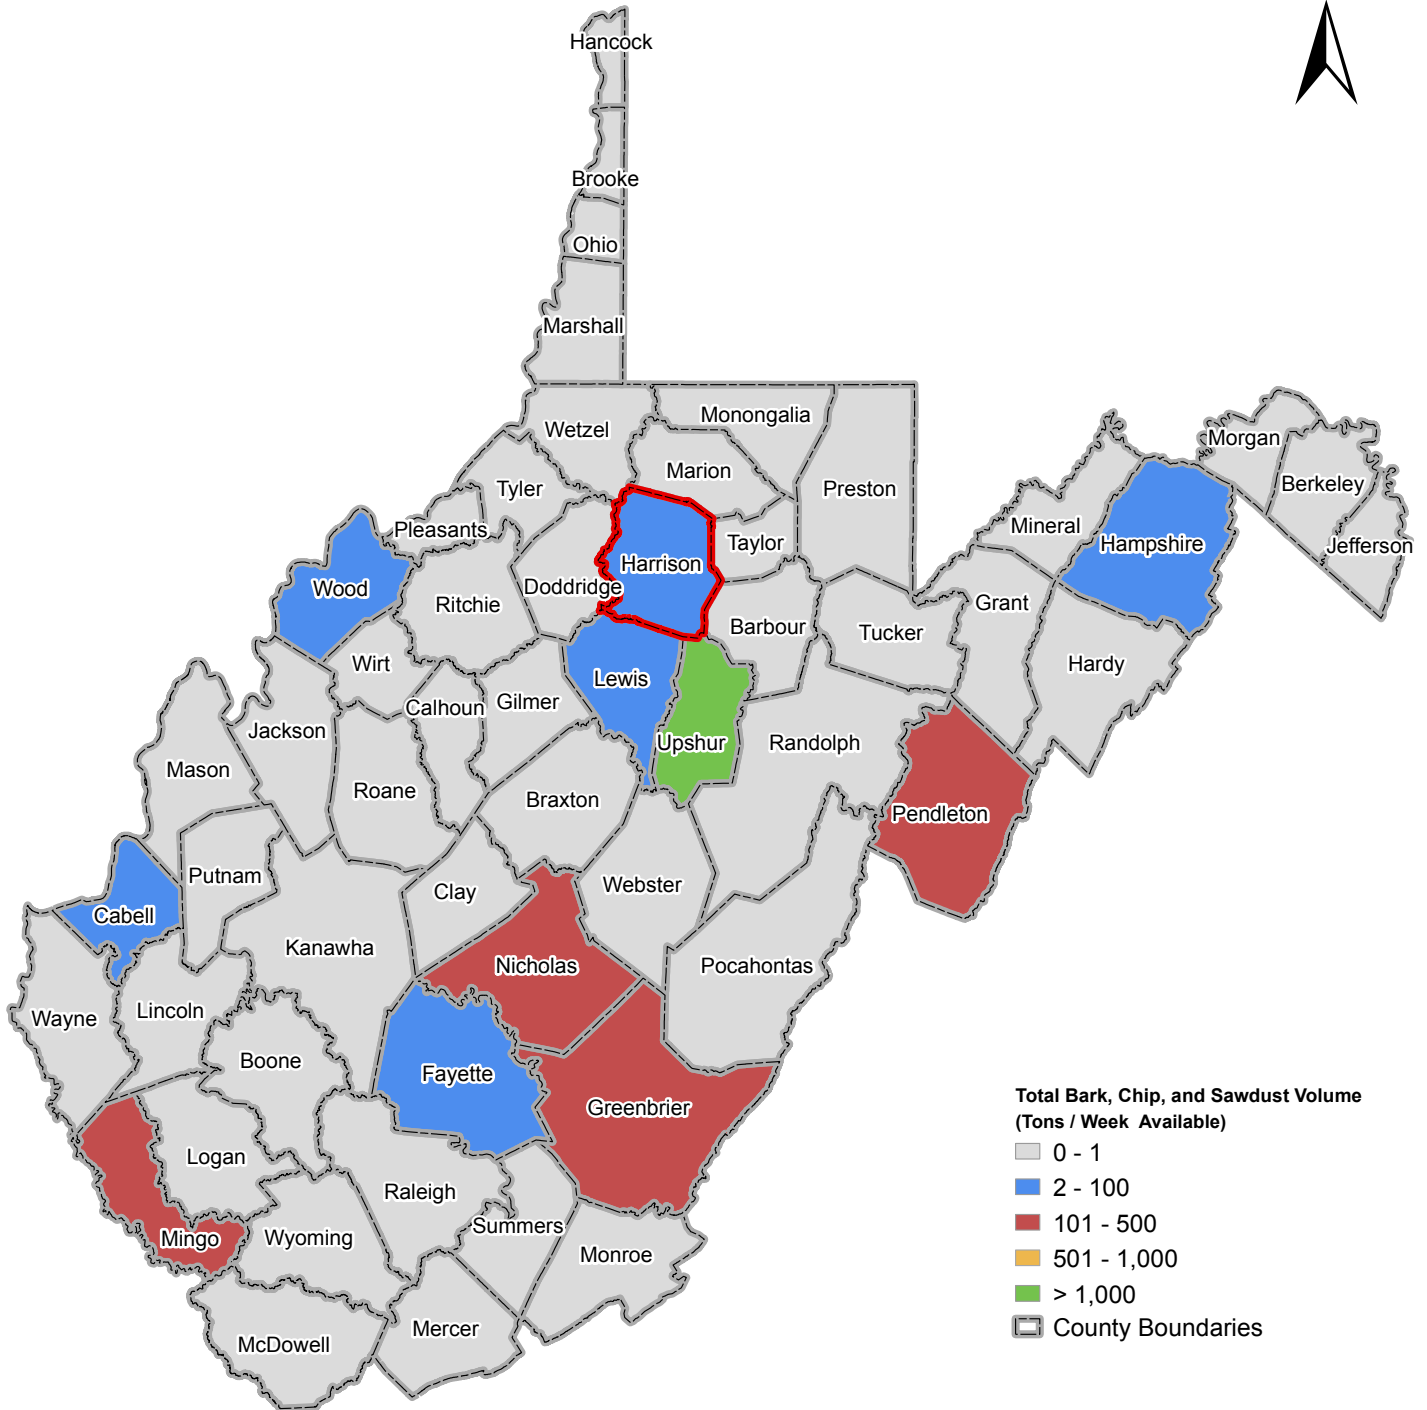 Hancock
Brooke
Ohio
Marshall
Wetzel
Monongalia
Marion
Tyler
Preston
Pleasants
Taylor
Harrison
Doddridge
Wood
Ritchie
Barbour
Tucker
Grant
Mineral
Hampshire
Morgan
Berkeley
Jefferson
Hardy
Wirt
Lewis
Gilmer
Calhoun
Jackson
Upshur
Randolph
Mason
Roane
Braxton
Pendleton
Putnam
Clay
Webster
Cabell
Kanawha
Nicholas
Pocahontas
Wayne
Lincoln
Boone
Fayette
Greenbrier
Logan
Raleigh
Summers
Mingo
Wyoming
Monroe
Mercer
McDowell
Total Bark, Chip, and Sawdust Volume
(Tons / Week Available)
0 - 1
2 - 100
101 - 500
501 - 1,000
> 1,000
County Boundaries